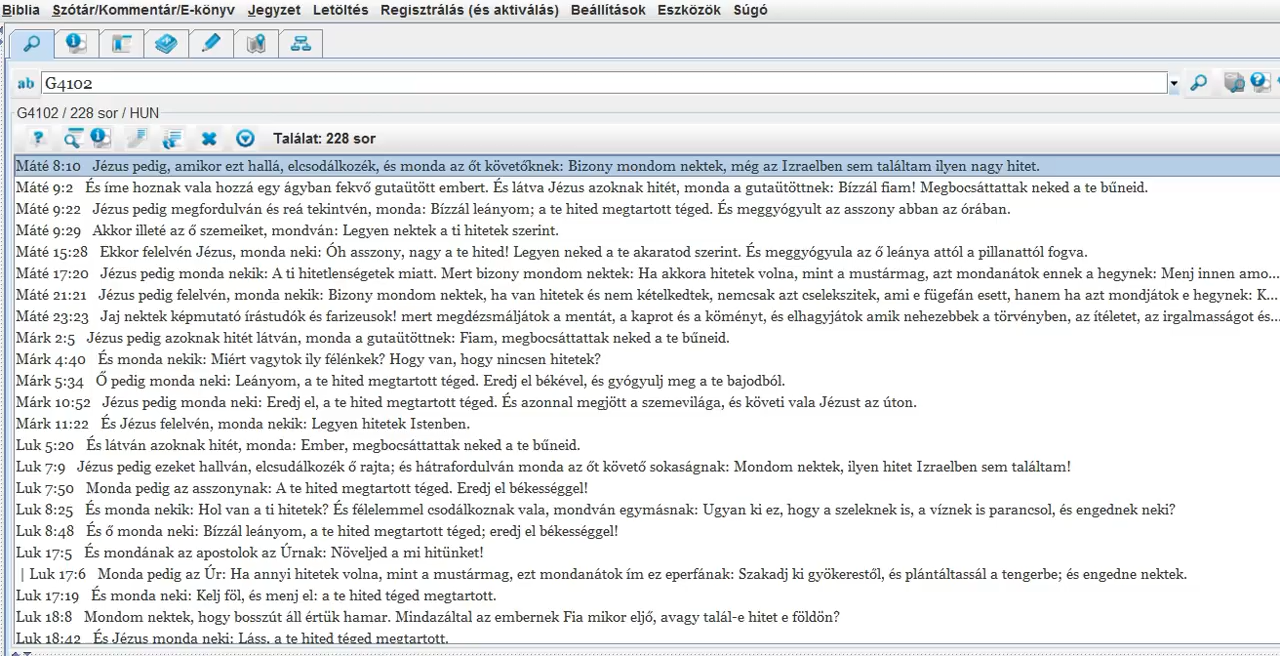 Biblia Szótár/Kommentár/E-könyv Jegyzet Letöltés Regisztrálás (és aktiválás) Beállítások Eszközök Súgó
ab G4102
G4102 / 228 sor / HUN
Találat: 228 sor
Máté 8:10 Jézus pedig, amikor ezt hallá, elcsodálkozék, és monda az őt követőknek: Bizony mondom nektek, még az Izraelben sem találtam ilyen nagy hitet.
Máté 9:2 És íme hoznak vala hozzá egy ágyban fekvő gutaütött embert. És látva Jézus azoknak hitét, monda a gutaütöttnek: Bízzál fiam! Megbocsáttattak neked a te bűneid.
Máté 9:22 Jézus pedig megfordulván és reá tekintvén, monda: Bízzál leányom; a te hited megtartott téged. És meggyógyult az asszony abban az órában.
Máté 9:29 Akkor illeté az ő szemeiket, mondván: Legyen nektek a ti hitetek szerint.
Máté 15:28 Ekkor felelvén Jézus, monda neki: Óh asszony, nagy a te hited! Legyen neked a te akaratod szerint. És meggyógyula az ő leánya attól a pillanattól fogva.
Máté 17:20 Jézus pedig monda nekik: A ti hitetlenségetek miatt. Mert bizony mondom nektek: Ha akkora hitetek volna, mint a mustármag, azt mondanátok ennek a hegynek: Menj innen amo...
Máté 21:21 Jézus pedig felelvén, monda nekik: Bizony mondom nektek, ha van hitetek és nem kételkedtek, nemcsak azt cselekszitek, ami e fügefán esett, hanem ha azt mondjátok e hegynek: K...
Máté 23:23 Jaj nektek képmutató írástudók és farizeusok! mert megdézsmáljátok a mentát, a kaprot és a köményt, és elhagyjátok amik nehezebbek a törvényben, az ítéletet, az irgalmasságot és...
Márk 2:5 Jézus pedig azoknak hitét látván, monda a gutaütöttnek: Fiam, megbocsáttattak neked a te bűneid.
Márk 4:40 És monda nekik: Miért vagytok ily félénkek? Hogy van, hogy nincsen hitetek?
Márk 5:34 Ő pedig monda neki: Leányom, a te hited megtartott téged. Eredj el békével, és gyógyulj meg a te bajodból.
Márk 10:52 Jézus pedig monda neki: Eredj el, a te hited megtartott téged. És azonnal megjött a szemevilága, és követi vala Jézust az úton.
Márk 11:22 És Jézus felelvén, monda nekik: Legyen hitetek Istenben.
Luk 5:20 És látván azoknak hitét, monda: Ember, megbocsáttattak neked a te bűneid.
Luk 7:9 Jézus pedig ezeket hallván, elcsudálkozék ő rajta; és hátrafordulván monda az őt követő sokaságnak: Mondom nektek, ilyen hitet Izraelben sem találtam!
Luk 7:50 Monda pedig az asszonynak: A te hited megtartott téged. Eredj el békességgel!
Luk 8:25 És monda nekik: Hol van a ti hitetek? És félelemmel csodálkoznak vala, mondván egymásnak: Ugyan ki ez, hogy a szeleknek is, a víznek is parancsol, és engednek neki?
Luk 8:48 És ő monda neki: Bízzál leányom, a te hited megtartott téged; eredj el békességgel!
Luk 17:5 És mondának az apostolok az Úrnak: Növeljed a mi hitünket!
| Luk 17:6 Monda pedig az Úr: Ha annyi hitetek volna, mint a mustármag, ezt mondanátok ím ez eperfának: Szakadj ki gyökerestől, és plántáltassál a tengerbe; és engedne nektek.
Luk 17:19 És monda neki: Kelj föl, és menj el: a te hited téged megtartott.
Luk 18:8 Mondom nektek, hogy bosszút áll értük hamar. Mindazáltal az embernek Fia mikor eljő, avagy talál-e hitet e földön?
Luk 18:42 És Jézus monda neki: Láss, a te hited téged megtartott.